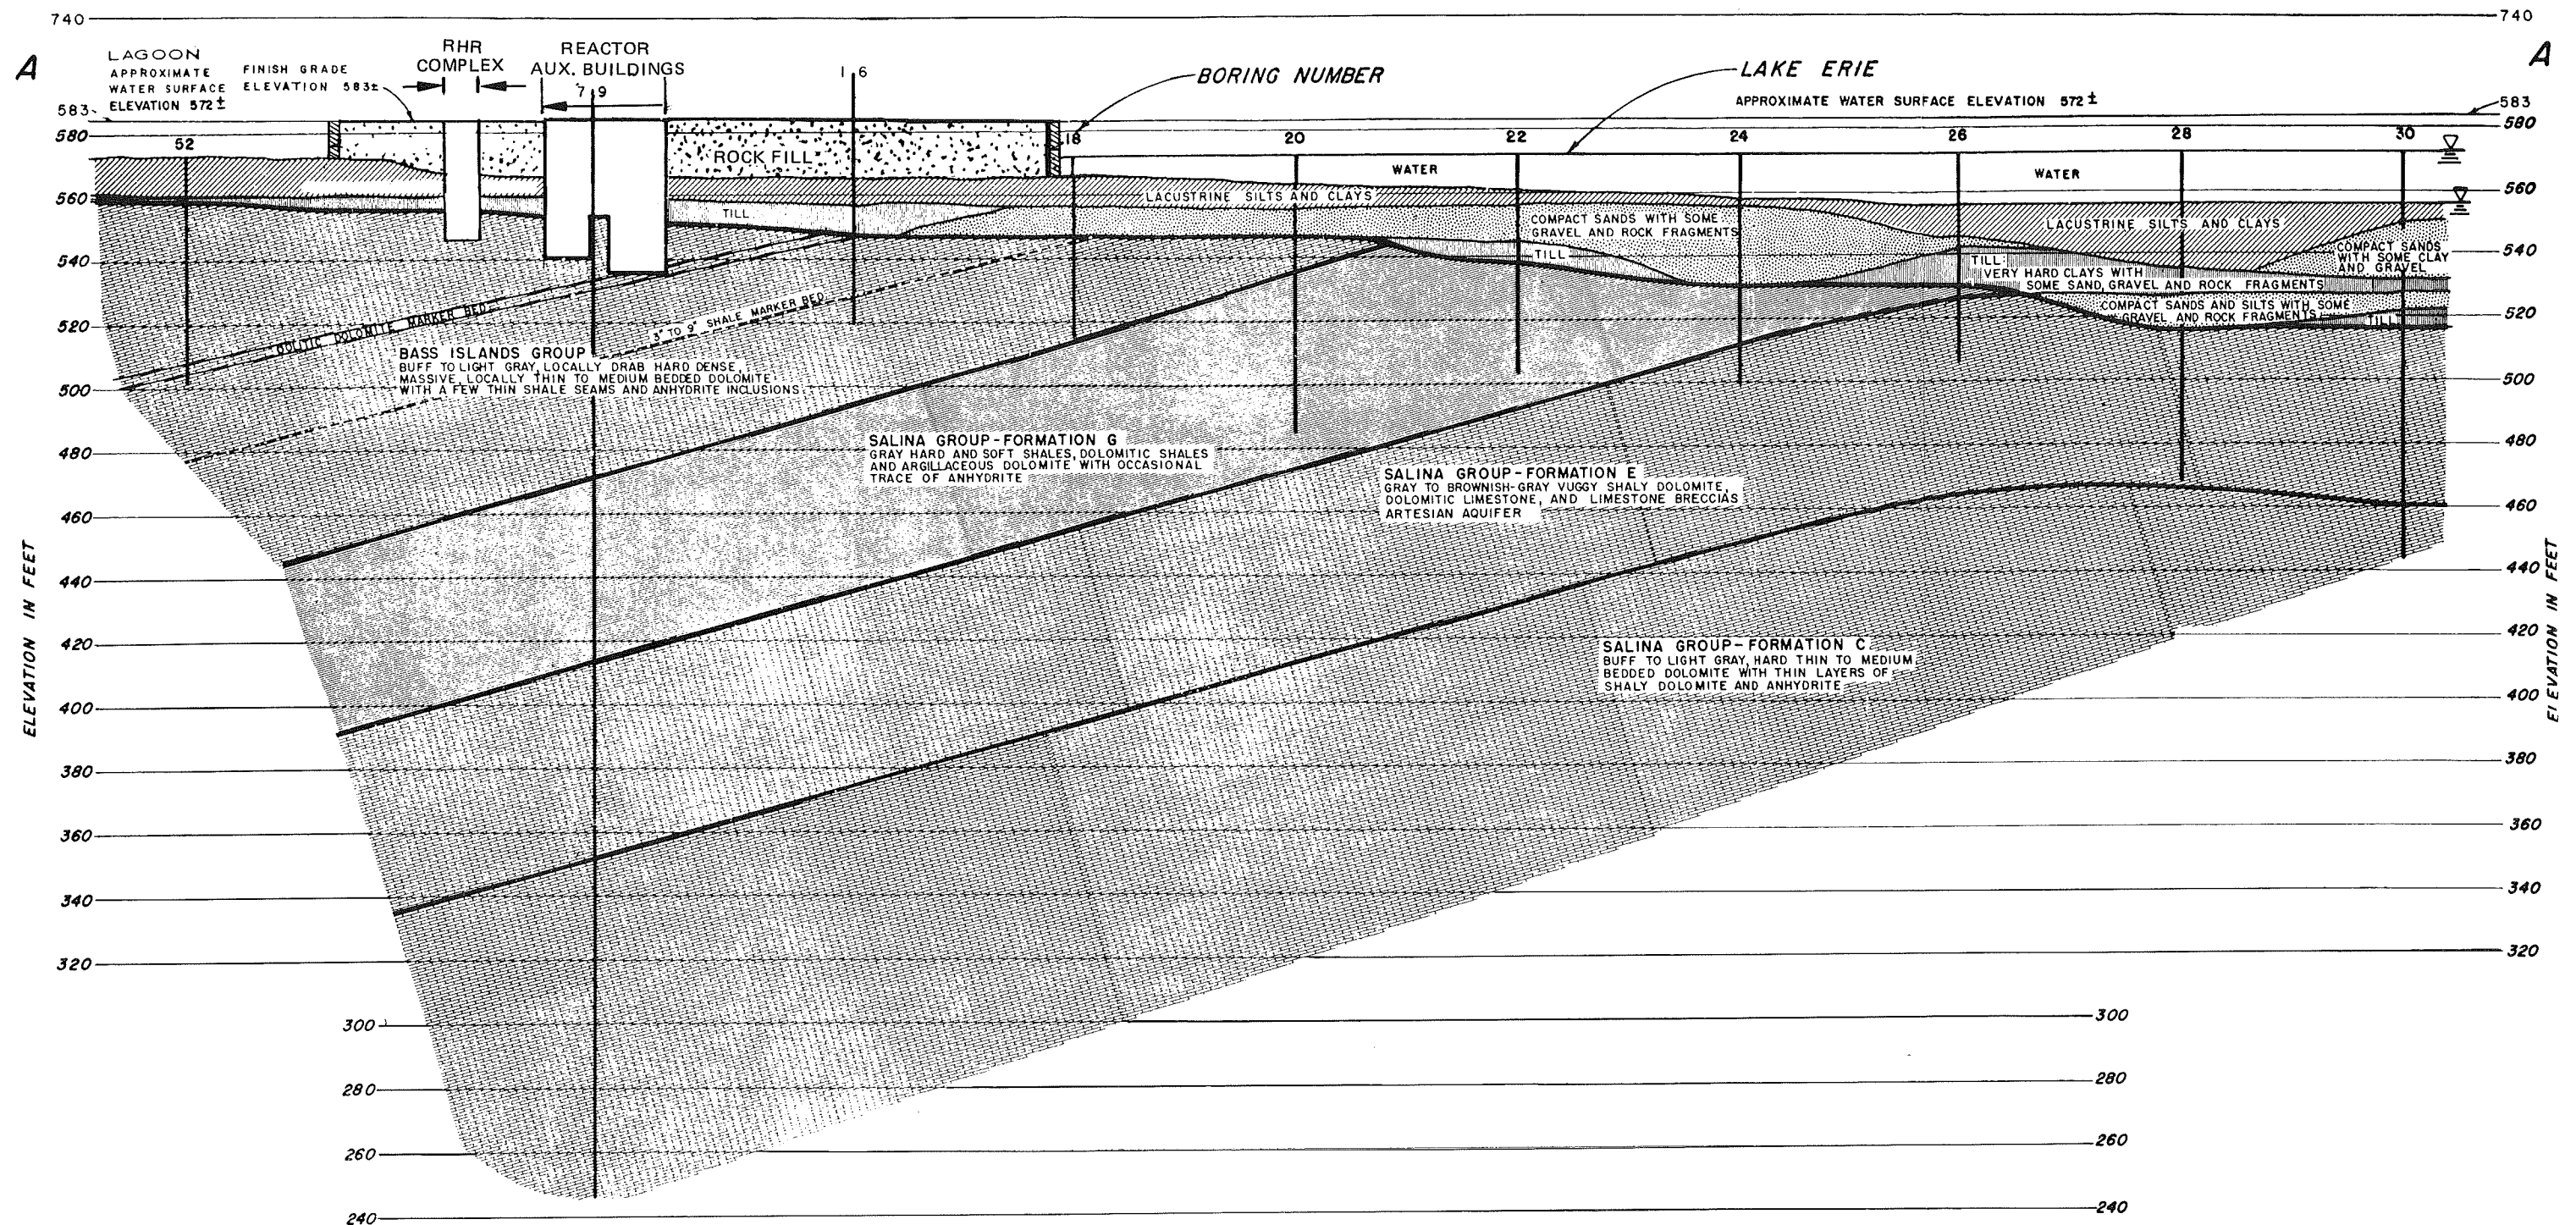 740
740
A
A
LAGOON
APPROXIMATE
WATER SURFACE
ELEVATION 572±
FINISH GRADE
ELEVATION 583±
RHR
COMPLEX
REACTOR
AUX. BUILDINGS
79
16
BORING NUMBER
LAKE ERIE
APPROXIMATE WATER SURFACE ELEVATION 572±
583
583
580
580
52
18
20
22
24
26
28
30
ROCK FILL
WATER
WATER
560
560
LACUSTRINE SILTS AND CLAYS
TILL
COMPACT SANDS WITH SOME
GRAVEL AND ROCK FRAGMENTS
LACUSTRINE SILTS AND CLAYS
TILL
COMPACT SANDS
WITH SOME CLAY
AND GRAVEL
540
540
TILL:
VERY HARD CLAYS WITH
SOME SAND, GRAVEL AND ROCK FRAGMENTS
COMPACT SANDS AND SILTS WITH SOME
GRAVEL AND ROCK FRAGMENTS
TILL
OOLITIC DOLOMITE MARKER BED
3" TO 9" SHALE MARKER BED
520
520
BASS ISLANDS GROUP
BUFF TO LIGHT GRAY, LOCALLY DRAB HARD DENSE,
MASSIVE, LOCALLY THIN TO MEDIUM BEDDED DOLOMITE
WITH A FEW THIN SHALE SEAMS AND ANHYDRITE INCLUSIONS
500
500
SALINA GROUP-FORMATION G
GRAY HARD AND SOFT SHALES, DOLOMITIC SHALES
AND ARGILLACEOUS DOLOMITE WITH OCCASIONAL
TRACE OF ANHYDRITE
480
480
SALINA GROUP-FORMATION E
GRAY TO BROWNISH-GRAY VUGGY SHALY DOLOMITE,
DOLOMITIC LIMESTONE, AND LIMESTONE BRECCIAS
ARTESIAN AQUIFER
460
460
440
440
420
420
SALINA GROUP-FORMATION C
BUFF TO LIGHT GRAY, HARD THIN TO MEDIUM
BEDDED DOLOMITE WITH THIN LAYERS OF
SHALY DOLOMITE AND ANHYDRITE
400
400
ELEVATION IN FEET
ELEVATION IN FEET
380
380
360
360
340
340
320
320
300
300
280
280
260
260
240
240